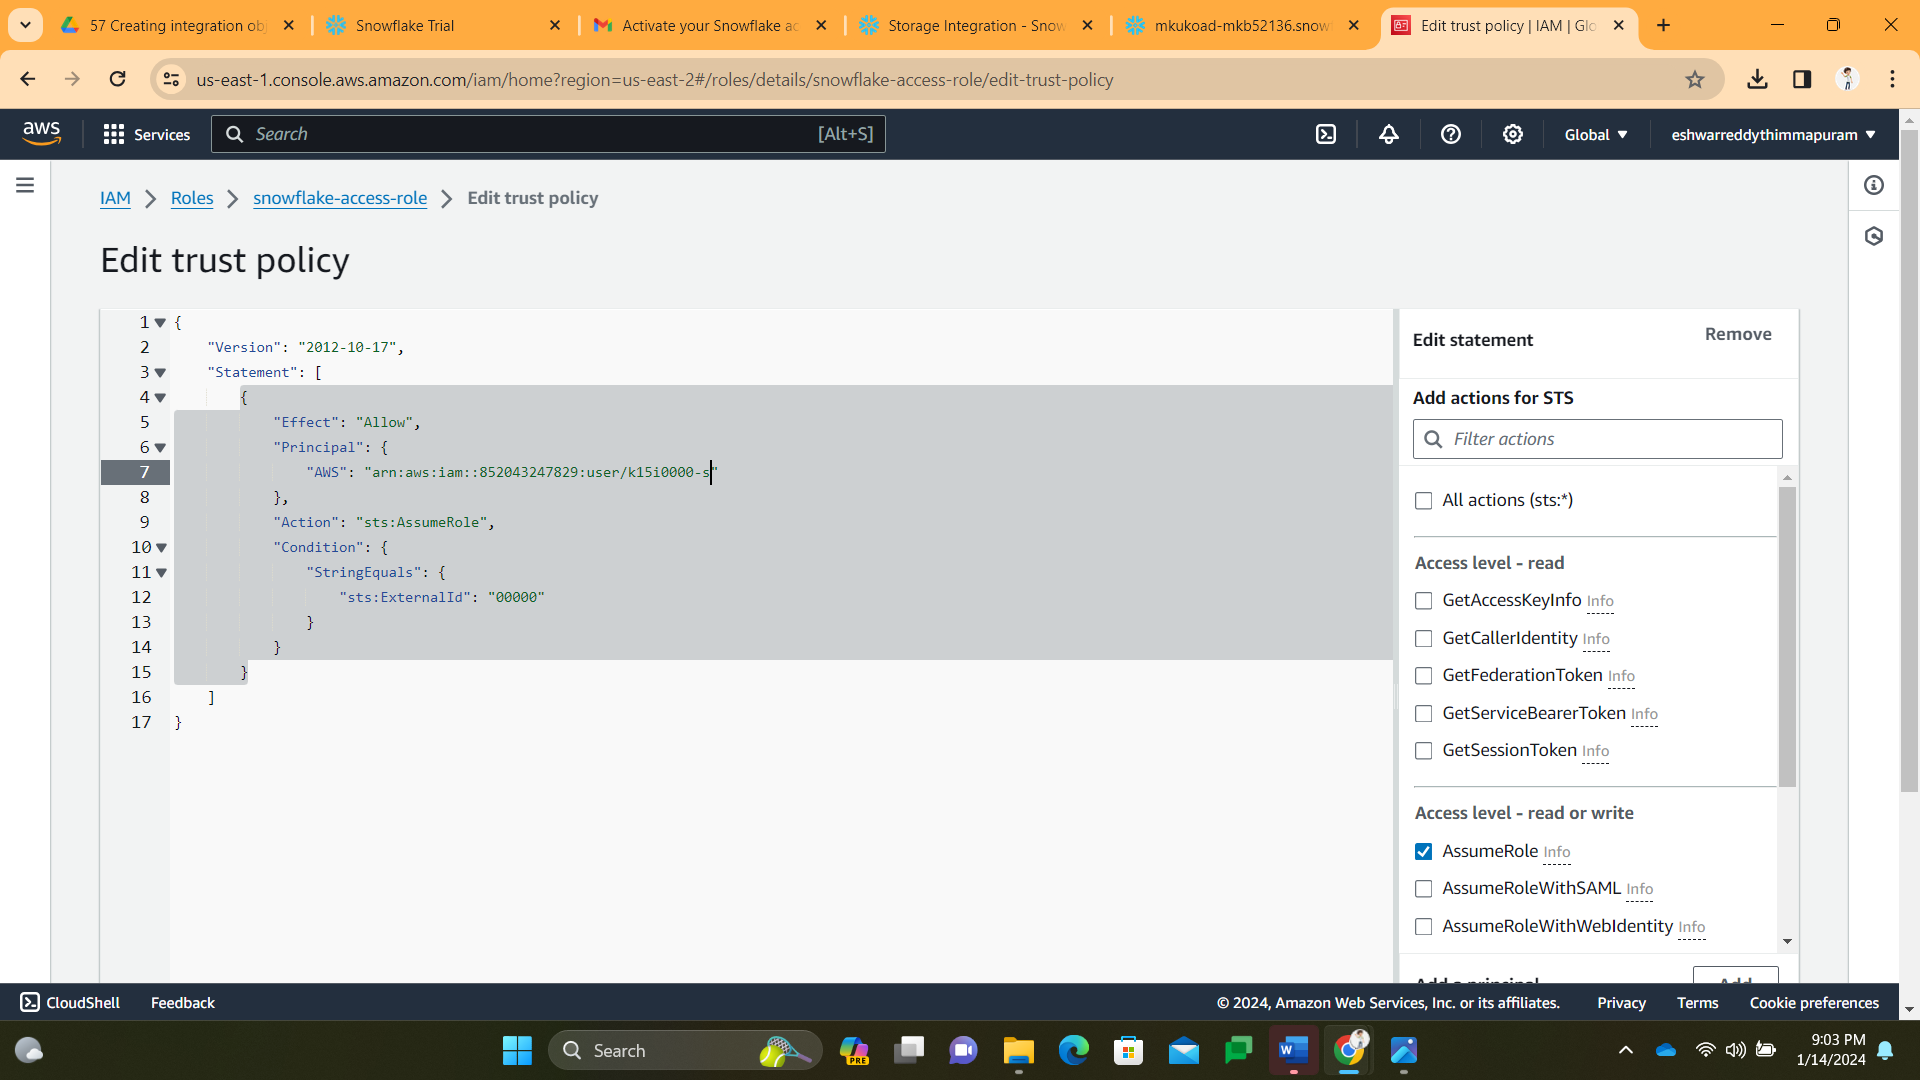 57 Creating integration obj
Snowflake Trial
Activate your Snowflake ac
Storage Integration - Snow
mkukoad-mkb52136.snow
Edit trust policy | IAM | Glo
us-east-1.console.aws.amazon.com/iam/home?region=us-east-2#/roles/details/snowflake-access-role/edit-trust-policy
aws
Services
Search
[Alt+S]
Global
eshwarreddythimmapuram
IAM
Roles
snowflake-access-role
Edit trust policy
Edit trust policy
1 {
2 "Version": "2012-10-17",
3 "Statement": [
4 {
5 "Effect": "Allow",
6 "Principal": {
7 "AWS": "arn:aws:iam::852043247829:user/k15i0000-s"
8 },
9 "Action": "sts:AssumeRole",
10 "Condition": {
11 "StringEquals": {
12 "sts:ExternalId": "00000"
13 }
14 }
15 }
16 ]
17 }
Edit statement
Remove
Add actions for STS
Filter actions
All actions (sts:*)
Access level - read
GetAccessKeyInfo Info
GetCallerIdentity Info
GetFederationToken Info
GetServiceBearerToken Info
GetSessionToken Info
Access level - read or write
AssumeRole Info
AssumeRoleWithSAML Info
AssumeRoleWithWebIdentity Info
Add a principal
Add
CloudShell
Feedback
© 2024, Amazon Web Services, Inc. or its affiliates.
Privacy
Terms
Cookie preferences
Search
PRE
W
9:03 PM
1/14/2024